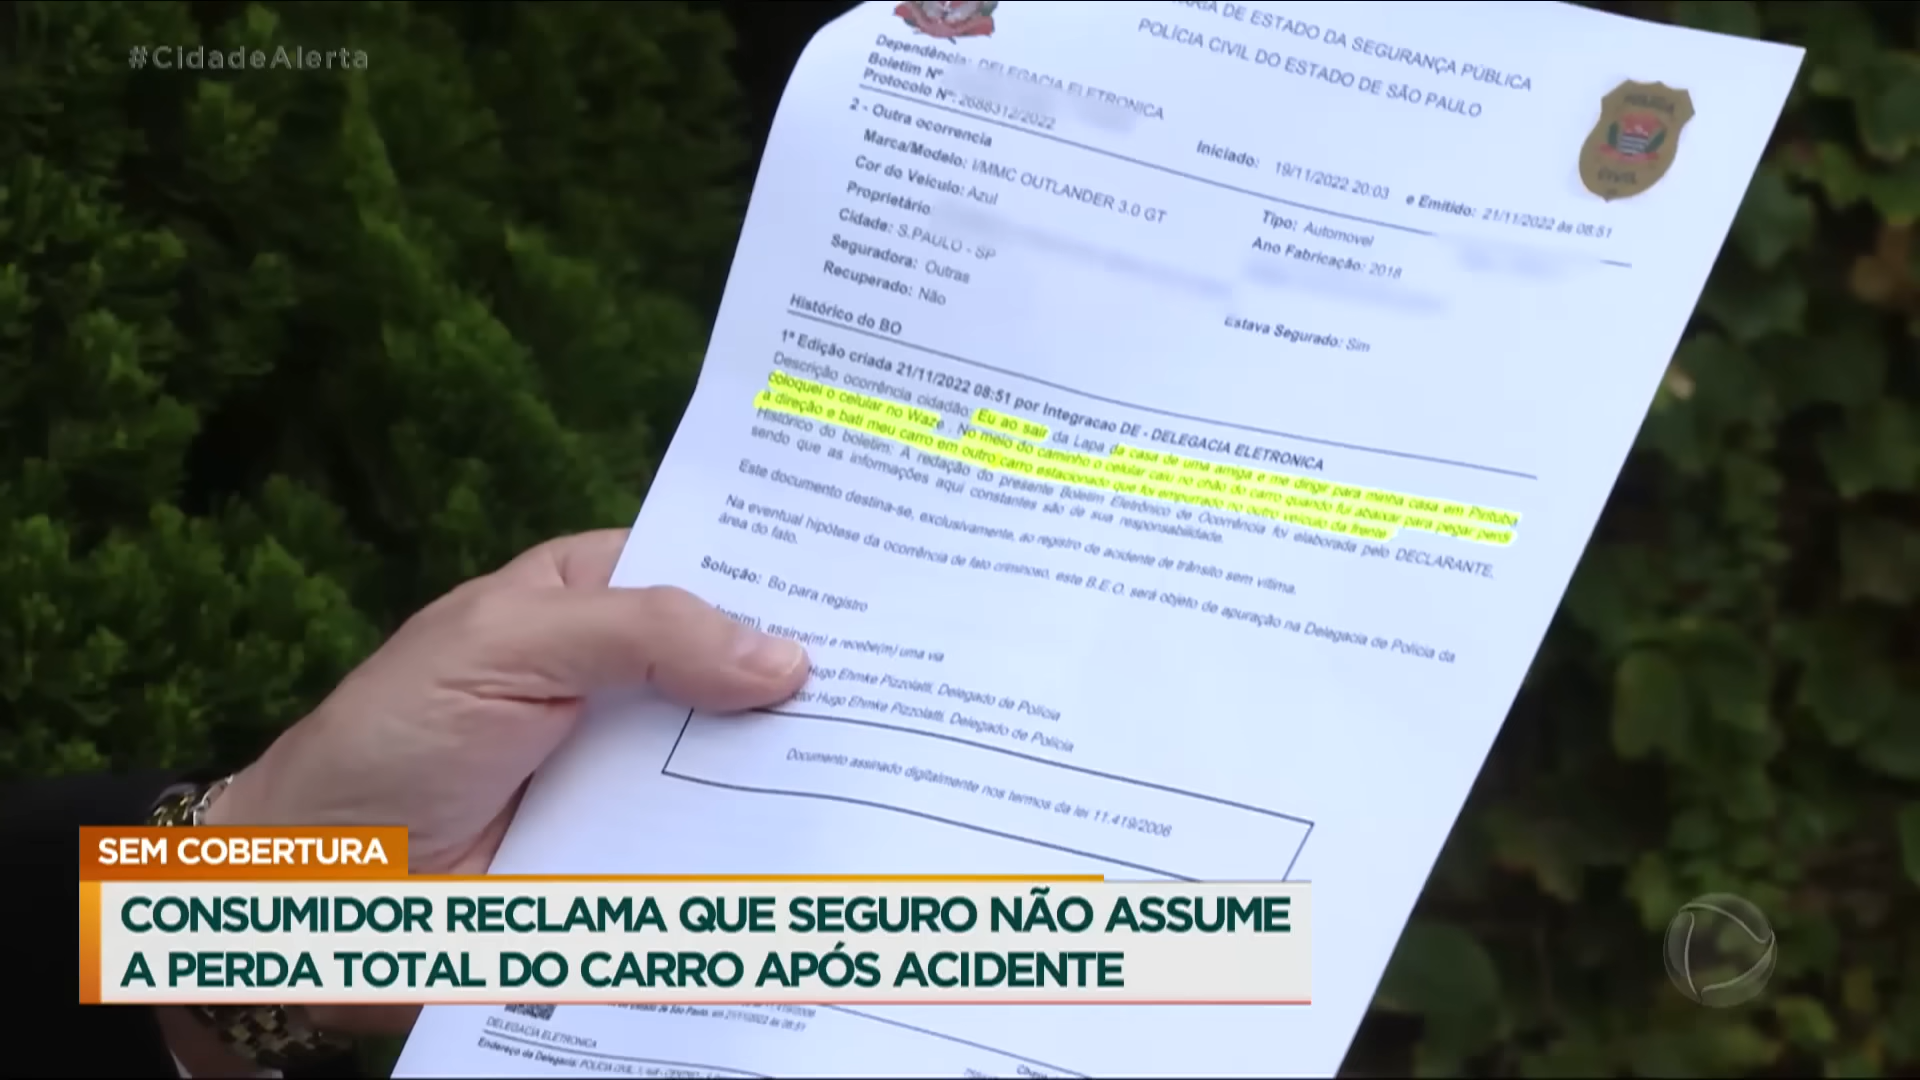 #CidadeAlerta
DE ESTADO DA SEGURANÇA PÚBLICA
POLÍCIA CIVIL DO ESTADO DE SÃO PAULO
Dependência: DELEGACIA ELETRONICA
Boletim Nº
Protocolo Nº: 2688312/2022
Iniciado: 19/11/2022 20:03 e Emitido: 21/11/2022 às 08:51
2 - Outra ocorrencia
Marca/Modelo: I/MMC OUTLANDER 3.0 GT
Tipo: Automovel
Cor do Veículo: Azul
Ano Fabricação: 2018
Proprietário
Cidade: S.PAULO - SP
Seguradora: Outras
Estava Segurado: Sim
Recuperado: Não
Histórico do BO
1ª Edição criada 21/11/2022 08:51 por Integracao DE - DELEGACIA ELETRONICA
Descrição ocorrência cidadão: Eu ao sair da Lapa da casa de uma amiga e me dirigir para minha casa em Pirituba
coloquei o celular no Waze . No meio do caminho o celular caiu no chão do carro quando fui abaixar para pegar perdi
a direção e bati meu carro em outro carro estacionado que foi empurrado no outro veículo da frente
Histórico do boletim: A redação do presente Boletim Eletrônico de Ocorrência foi elaborada pelo DECLARANTE,
sendo que as informações aqui constantes são de sua responsabilidade.
Este documento destina-se, exclusivamente, ao registro de acidente de trânsito sem vítima.
Na eventual hipótese da ocorrência de fato criminoso, este B.E.O. será objeto de apuração na Delegacia de Polícia da
área do fato.
Solução: Bo para registro
assina(m) e recebe(m) uma via
Hugo Ehmke Pizzolatti, Delegado de Polícia
Hugo Ehmke Pizzolatti, Delegado de Polícia
Documento assinado digitalmente nos termos da lei 11.419/2006
SEM COBERTURA
CONSUMIDOR RECLAMA QUE SEGURO NÃO ASSUME
A PERDA TOTAL DO CARRO APÓS ACIDENTE
DELEGACIA ELETRONICA
Endereço da Delegacia: